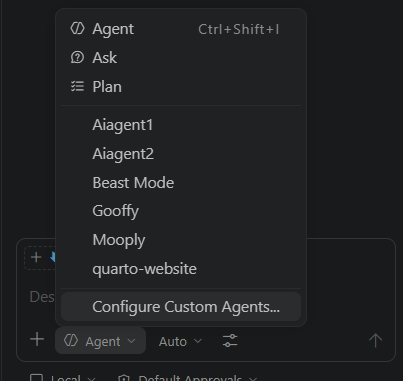 Agent Ctrl+Shift+I
Ask
Plan
Aiagent1
Aiagent2
Beast Mode
Gooffy
Mooply
quarto-website
Configure Custom Agents...
Des
Agent Auto
Local Default Approvals